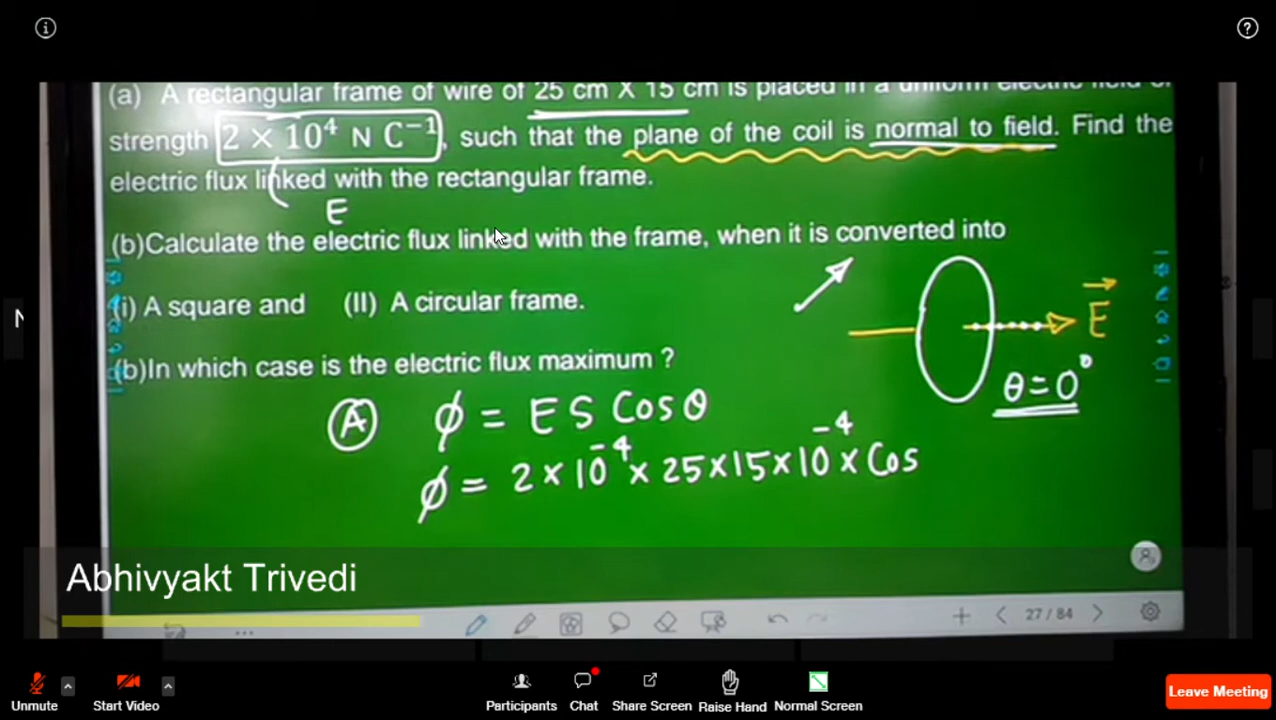 (a) A rectangular frame of wire of 25 cm X 15 cm is placed in a uniform electric field of
strength 2 × 10⁴ N C⁻¹, such that the plane of the coil is normal to field. Find the
electric flux linked with the rectangular frame.
E
(b)Calculate the electric flux linked with the frame, when it is converted into
(i) A square and (II) A circular frame.
E
(b)In which case is the electric flux maximum ?
θ = 0°
A ϕ = E S Cos θ
ϕ = 2 × 10⁻⁴ × 25 × 15 × 10⁻⁴ × Cos
Abhivyakt Trivedi
27 / 84
Unmute
Start Video
Participants
Chat
Share Screen
Raise Hand
Normal Screen
Leave Meeting